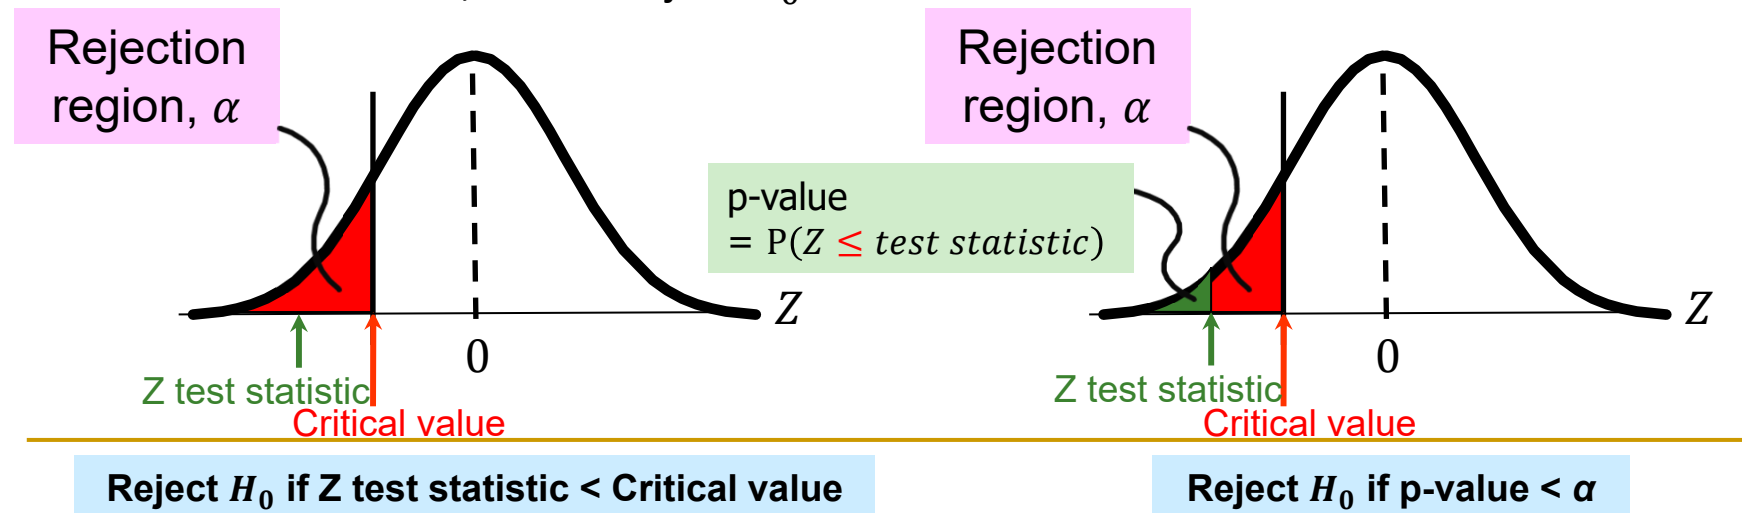 Rejection
region, α
Z
0
Z test statistic
Critical value
Reject H₀ if Z test statistic < Critical value
Rejection
region, α
p-value
= P(Z ≤ test statistic)
Z
0
Z test statistic
Critical value
Reject H₀ if p-value < α